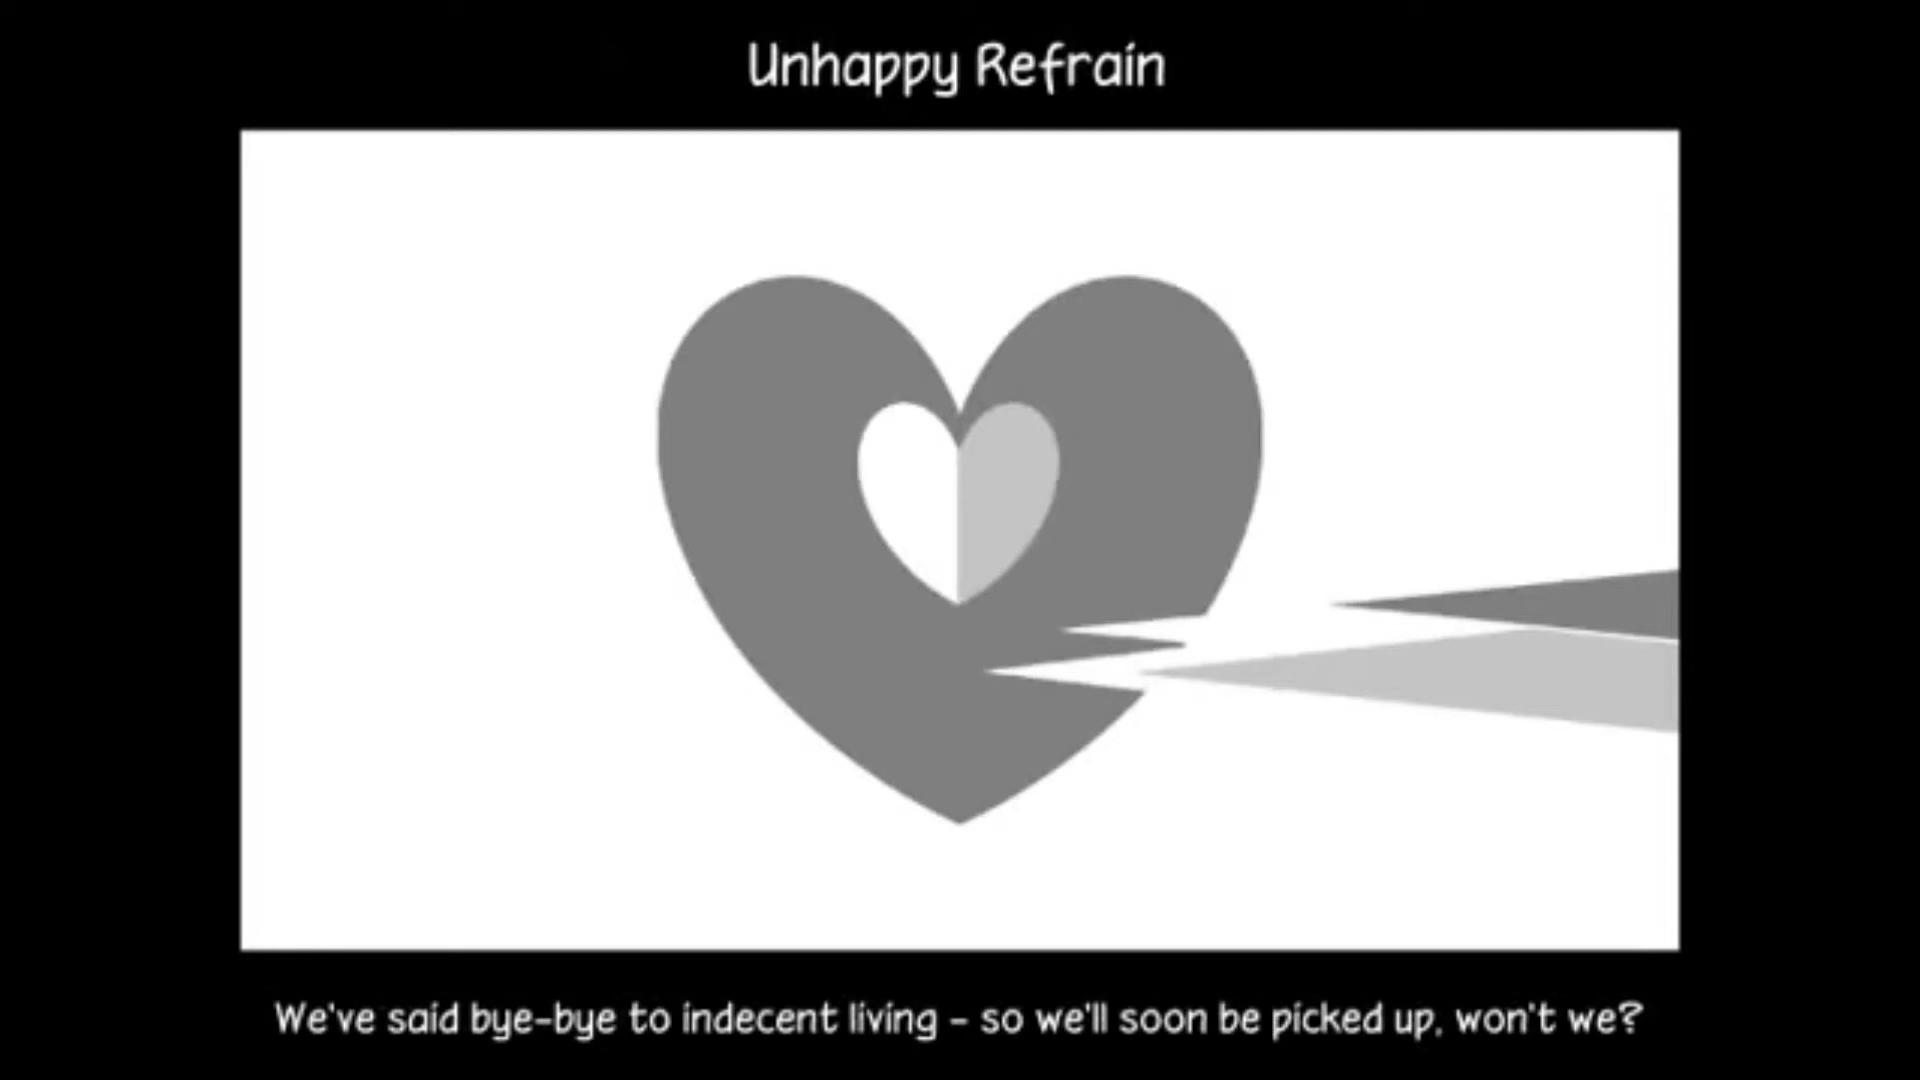 Unhappy Refrain
We've said bye-bye to indecent living - so we'll soon be picked up, won't we?